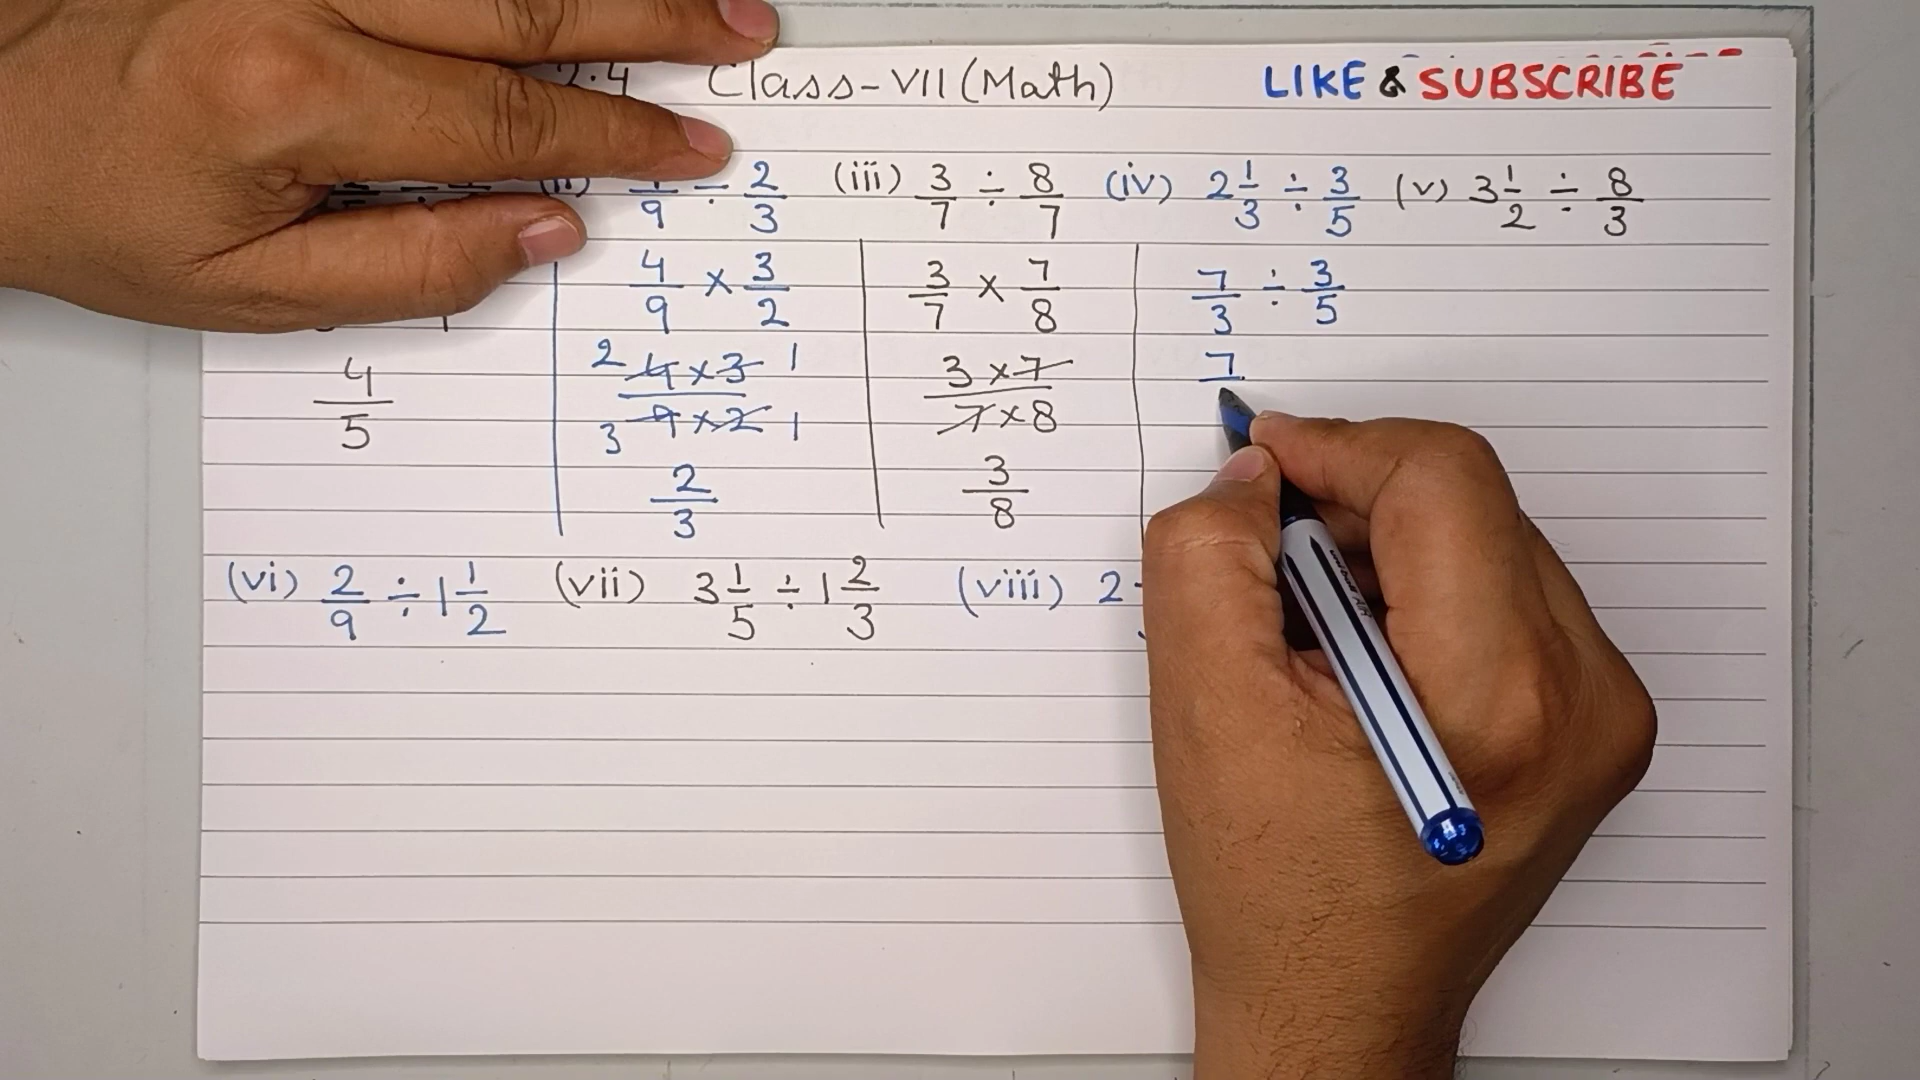 2.4 Class-VII (Math) LIKE & SUBSCRIBE
9 ÷ 2/3 (iii) 3/7 ÷ 8/7 (iv) 2 1/3 ÷ 3/5 (v) 3 1/2 ÷ 8/3
4/9 × 3/2 3/7 × 7/8 7/3 ÷ 3/5
4/5 2 4×3 1 / 3 9×2 1 3×7 / 7×8 7
2/3 3/8
(vi) 2/9 ÷ 1 1/2 (vii) 3 1/5 ÷ 1 2/3 (viii) 2